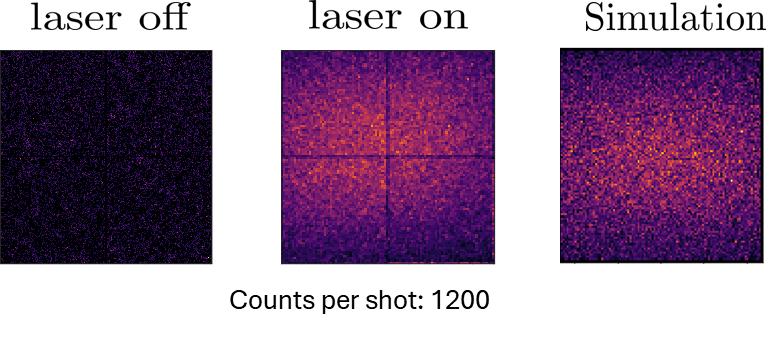 laser off
laser on
Simulation
Counts per shot: 1200